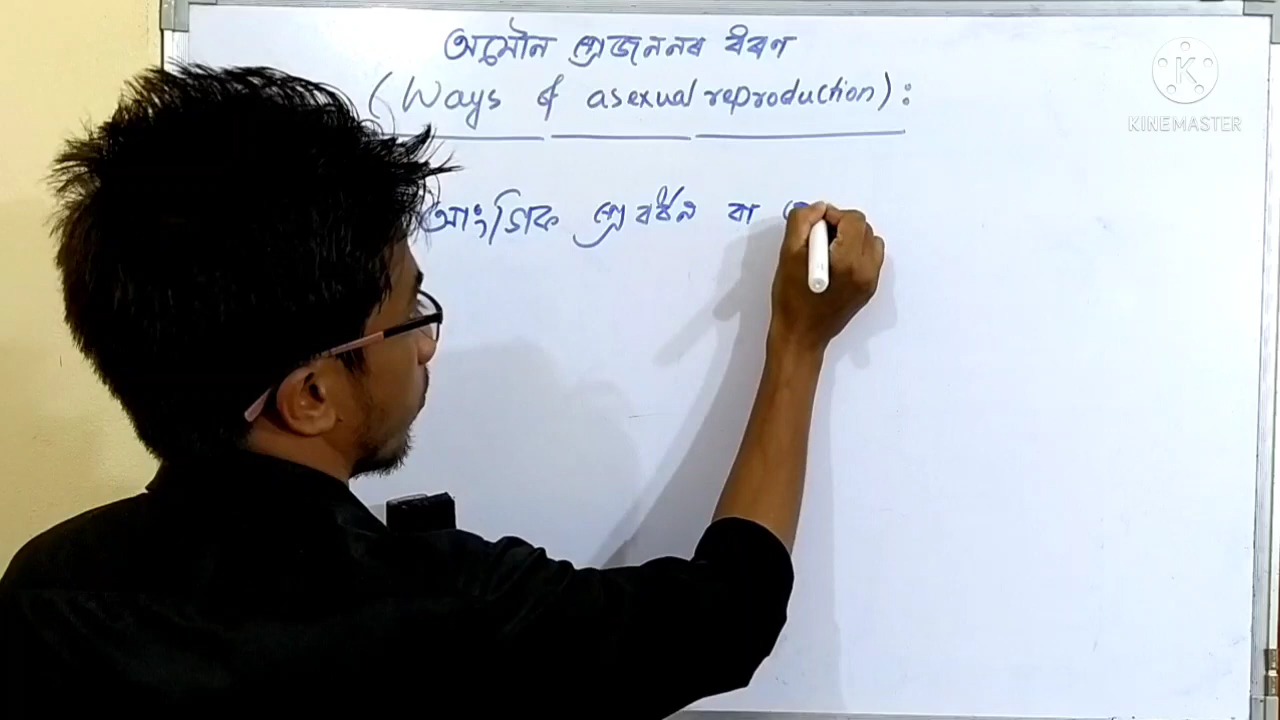 অযৌন প্ৰজননৰ ধৰণ
(Ways of asexual reproduction) :
আংগিক প্ৰবৰ্ধন বা
KINEMASTER